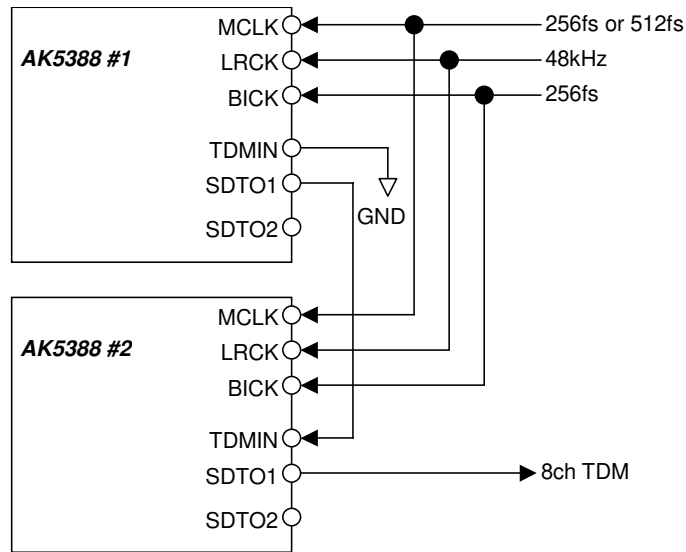 MCLK 256fs or 512fs
AK5388 #1
LRCK 48kHz
BICK 256fs
TDMIN
SDTO1
GND
SDTO2
MCLK
AK5388 #2
LRCK
BICK
TDMIN
SDTO1 8ch TDM
SDTO2